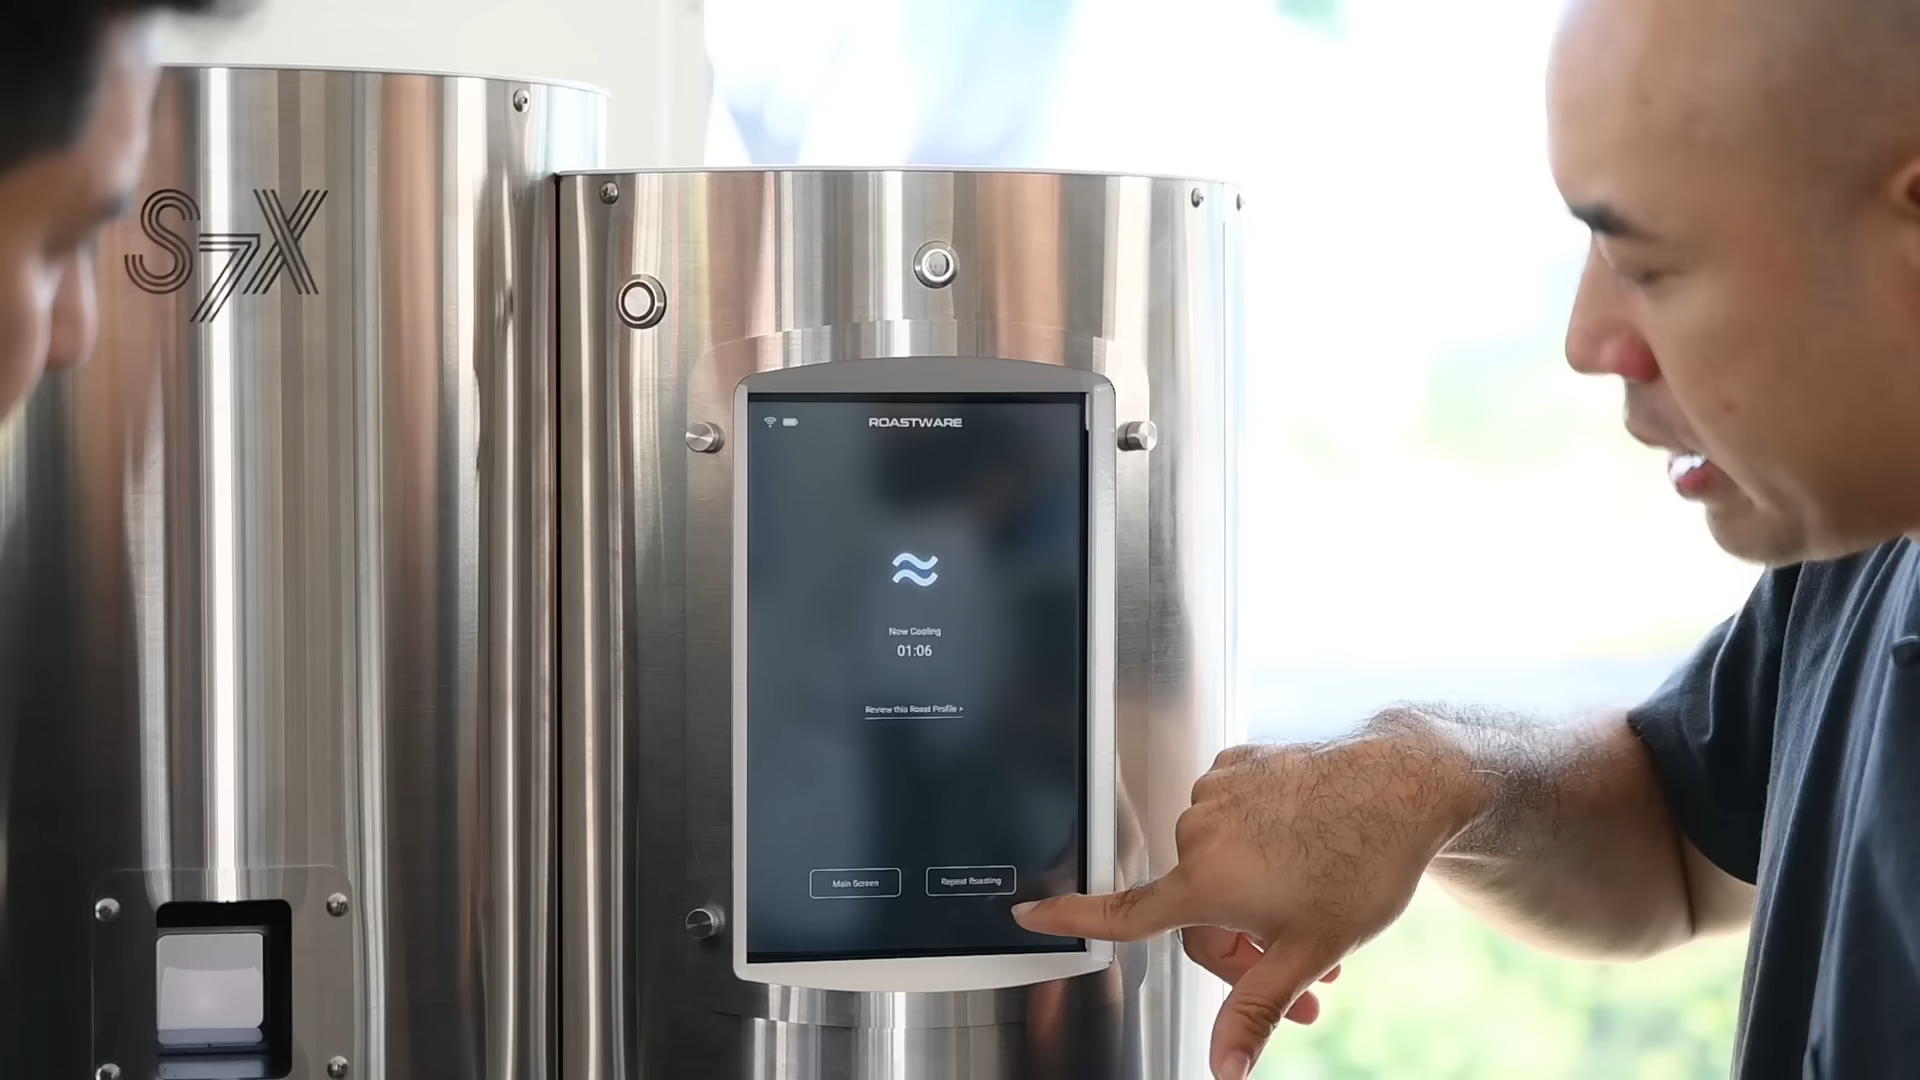 S7X
ROASTWARE
Now Cooling
01:06
Review this Roast Profile >
Main Screen
Repeat Roasting